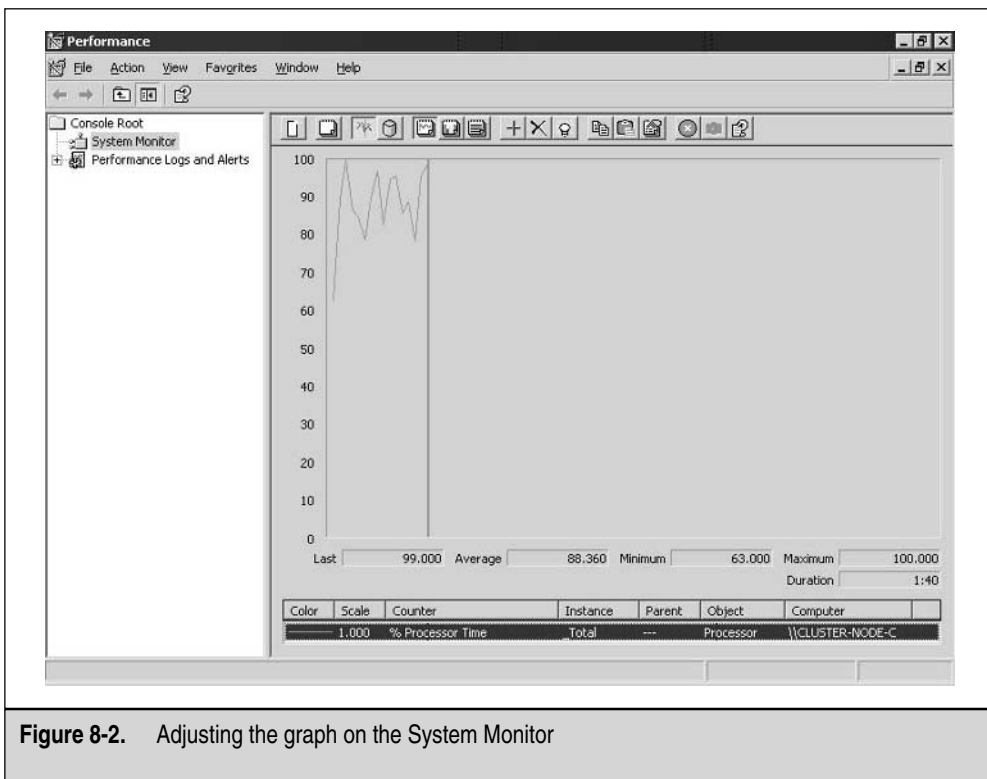 Performance
File Action View Favorites Window Help
Console Root
System Monitor
Performance Logs and Alerts
100
90
80
70
60
50
40
30
20
10
0
Last 99.000 Average 88.360 Minimum 63.000 Maximum 100.000
Duration 1:40
Color Scale Counter Instance Parent Object Computer
1.000 % Processor Time _Total --- Processor \\CLUSTER-NODE-C
Figure 8-2. Adjusting the graph on the System Monitor